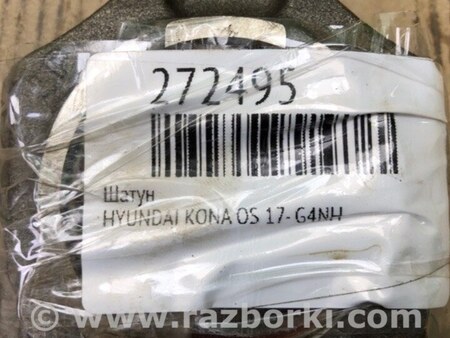 272495
Шатун
HYUNDAI KONA OS 17- G4NH
© www.razborki.com